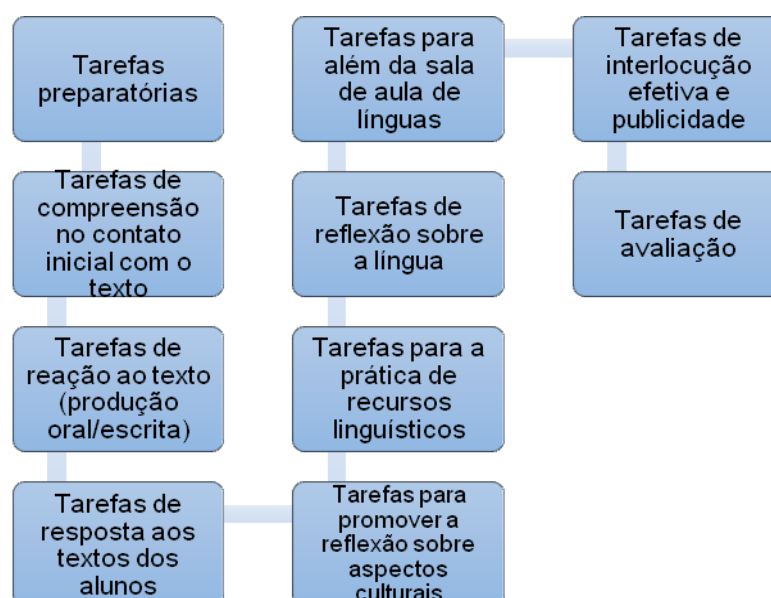 Tarefas
preparatórias
Tarefas de
compreensão
no contato
inicial com o
texto
Tarefas de
reação ao texto
(produção
oral/escrita)
Tarefas de
resposta aos
textos dos
alunos
Tarefas para
promover a
reflexão sobre
aspectos
culturais
Tarefas para a
prática de
recursos
linguísticos
Tarefas de
reflexão sobre
a língua
Tarefas para
além da sala
de aula de
línguas
Tarefas de
interlocução
efetiva e
publicidade
Tarefas de
avaliação